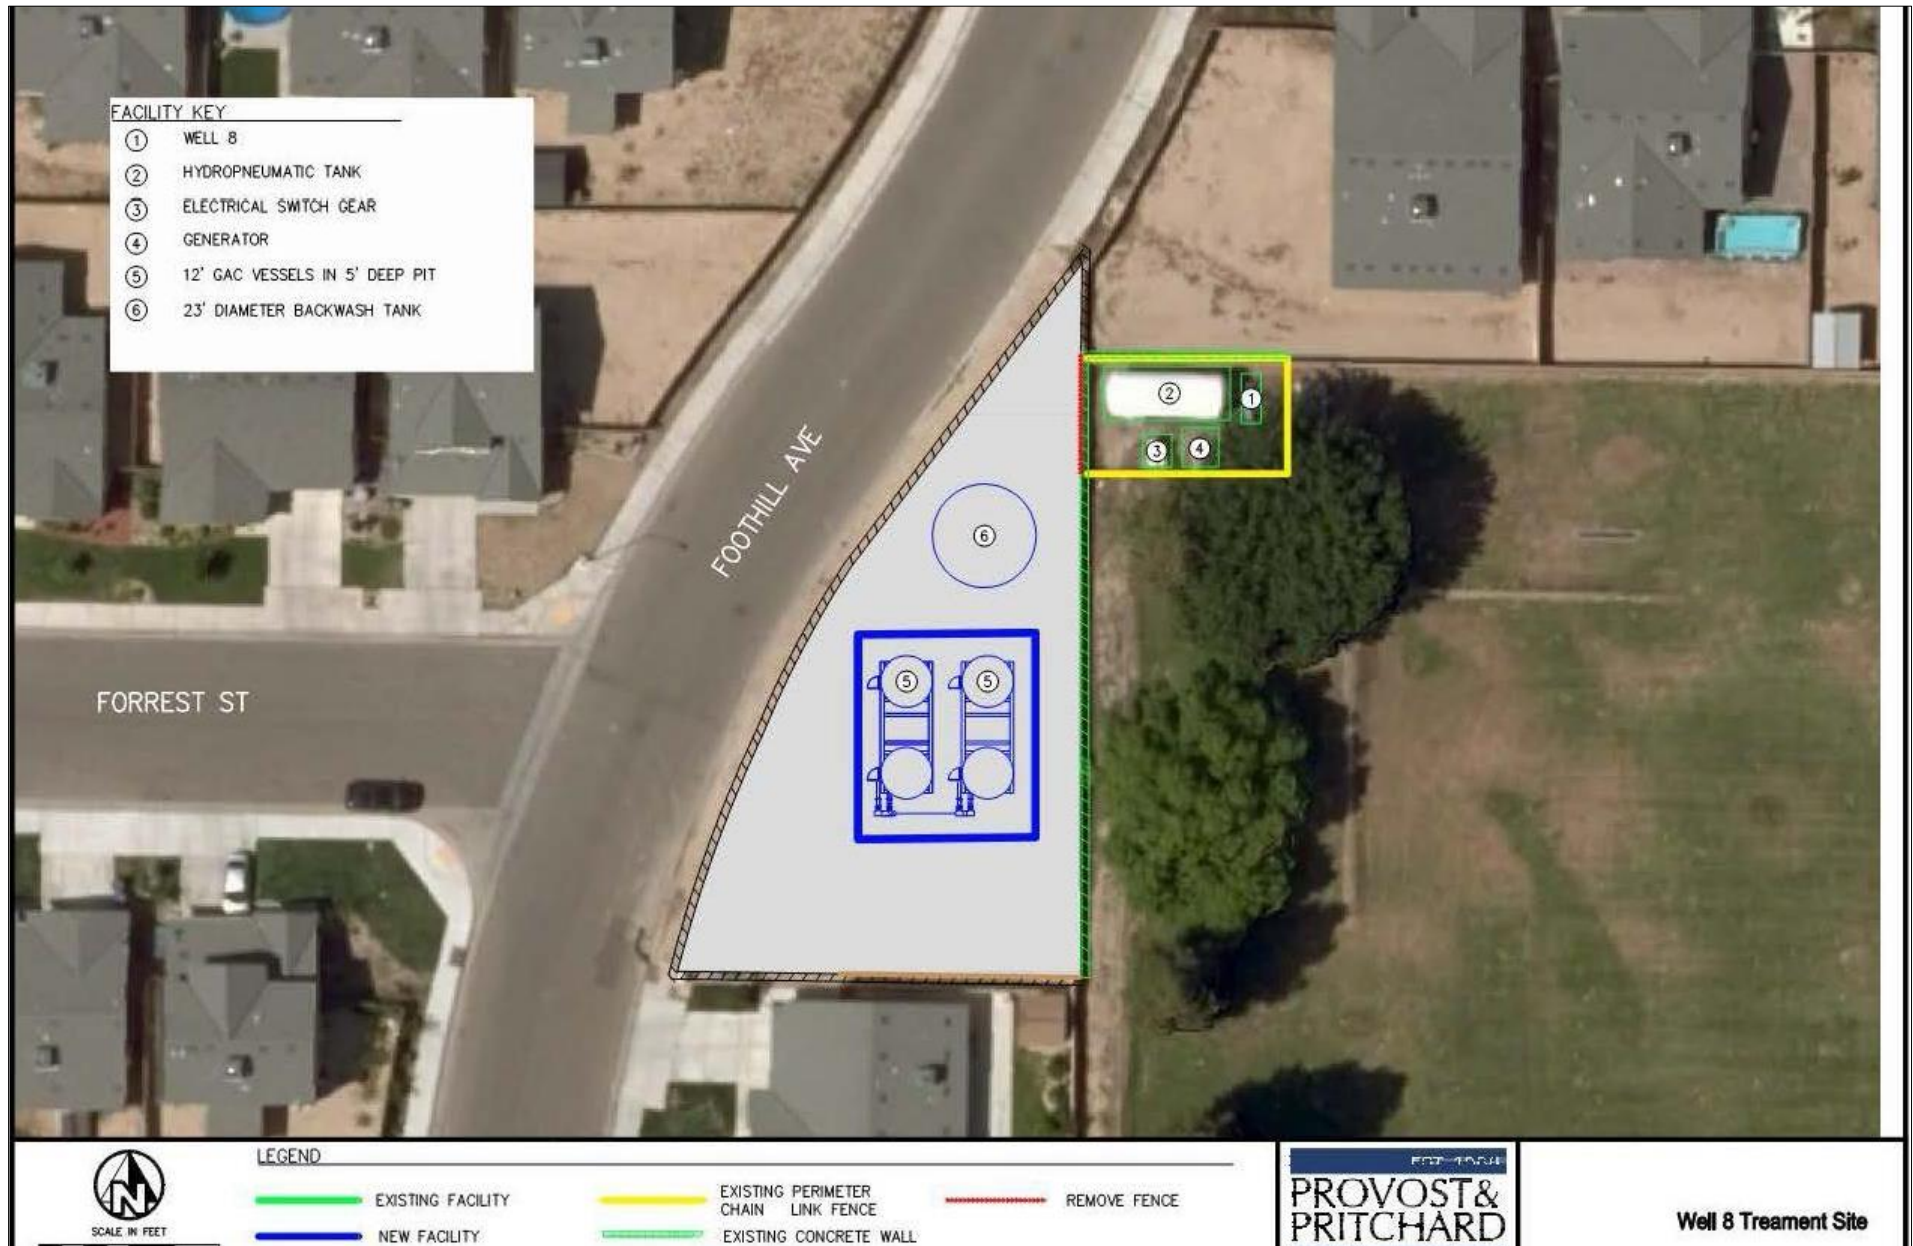 FACILITY KEY
① WELL 8
② HYDROPNEUMATIC TANK
③ ELECTRICAL SWITCH GEAR
④ GENERATOR
⑤ 12' GAC VESSELS IN 5' DEEP PIT
⑥ 23' DIAMETER BACKWASH TANK
② ①
③ ④
FOOTHILL AVE
⑥
⑤ ⑤
FORREST ST
N
SCALE IN FEET
LEGEND
EXISTING FACILITY
NEW FACILITY
EXISTING PERIMETER
CHAIN LINK FENCE
EXISTING CONCRETE WALL
REMOVE FENCE
PROVOST&
PRITCHARD
Well 8 Treament Site